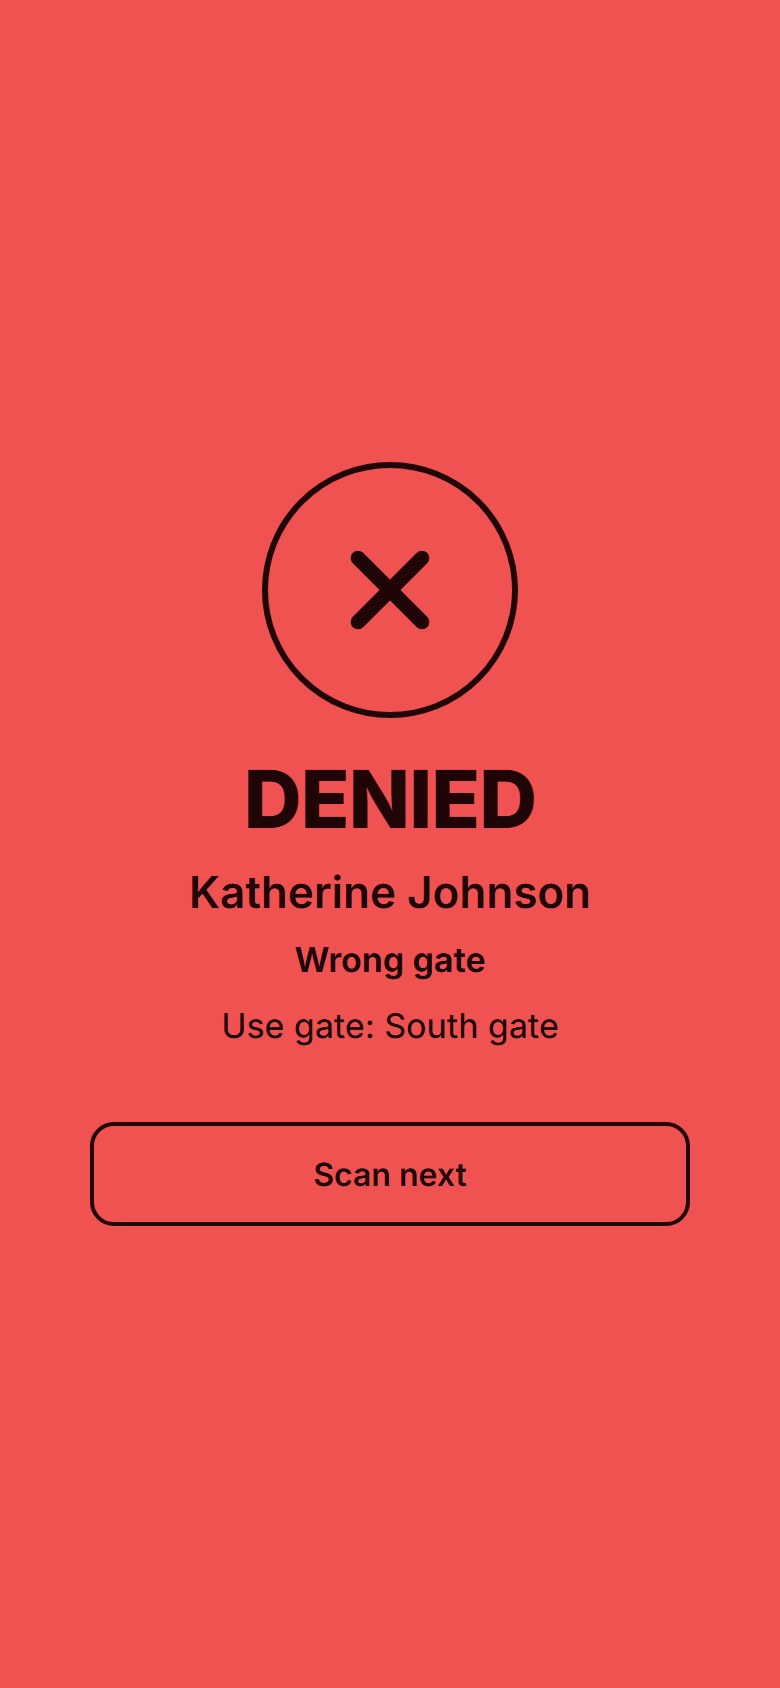 DENIED
Katherine Johnson
Wrong gate
Use gate: South gate
Scan next